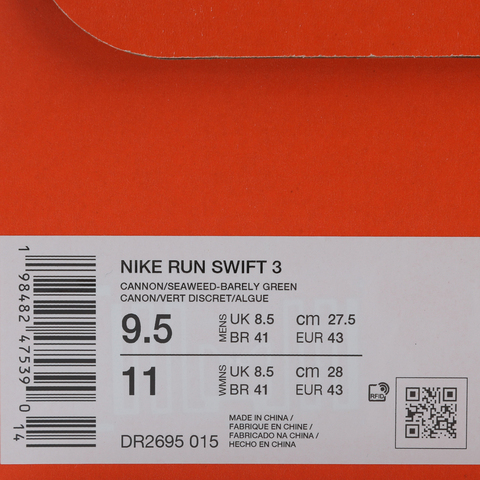 NIKE RUN SWIFT 3
CANNON/SEAWEED-BARELY GREEN
CANON/VERT DISCRET/ALGUE
9.5 MENS UK 8.5 cm 27.5
BR 41 EUR 43
11 WMNS UK 8.5 cm 28
BR 41 EUR 43
RFID
MADE IN CHINA /
FABRIQUE EN CHINE /
FABRICADO NA CHINA /
HECHO EN CHINA
DR2695 015
1 98482 47539 0 14